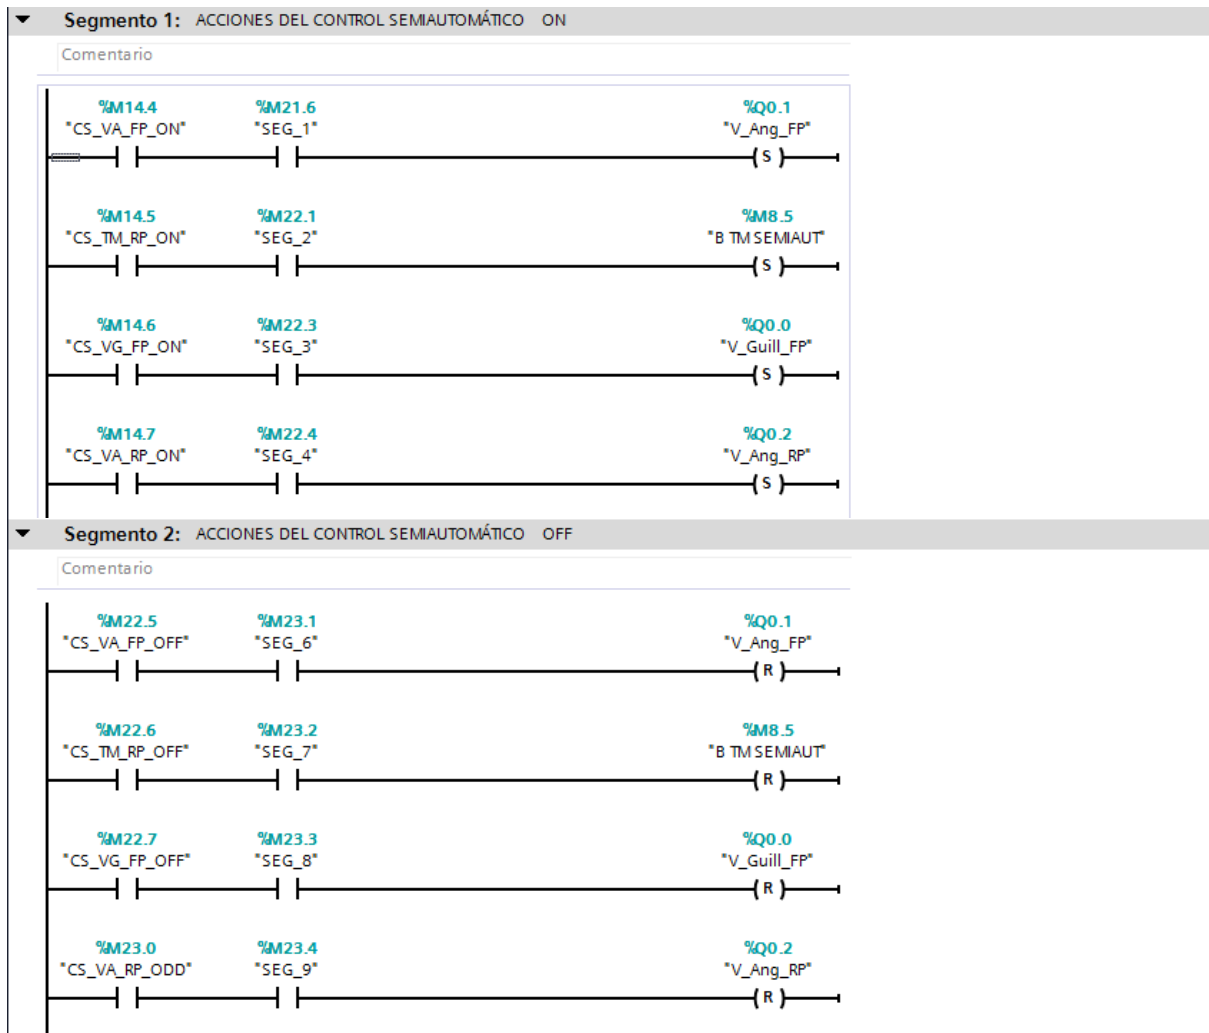 Segmento 1: ACCIONES DEL CONTROL SEMIAUTOMÁTICO ON
Comentario
%M14.4 %M21.6 %Q0.1
"CS_VA_FP_ON" "SEG_1" "V_Ang_FP"
S
%M14.5 %M22.1 %M8.5
"CS_TM_RP_ON" "SEG_2" "B TM SEMIAUT"
S
%M14.6 %M22.3 %Q0.0
"CS_VG_FP_ON" "SEG_3" "V_Guill_FP"
S
%M14.7 %M22.4 %Q0.2
"CS_VA_RP_ON" "SEG_4" "V_Ang_RP"
S
Segmento 2: ACCIONES DEL CONTROL SEMIAUTOMÁTICO OFF
Comentario
%M22.5 %M23.1 %Q0.1
"CS_VA_FP_OFF" "SEG_6" "V_Ang_FP"
R
%M22.6 %M23.2 %M8.5
"CS_TM_RP_OFF" "SEG_7" "B TM SEMIAUT"
R
%M22.7 %M23.3 %Q0.0
"CS_VG_FP_OFF" "SEG_8" "V_Guill_FP"
R
%M23.0 %M23.4 %Q0.2
"CS_VA_RP_ODD" "SEG_9" "V_Ang_RP"
R